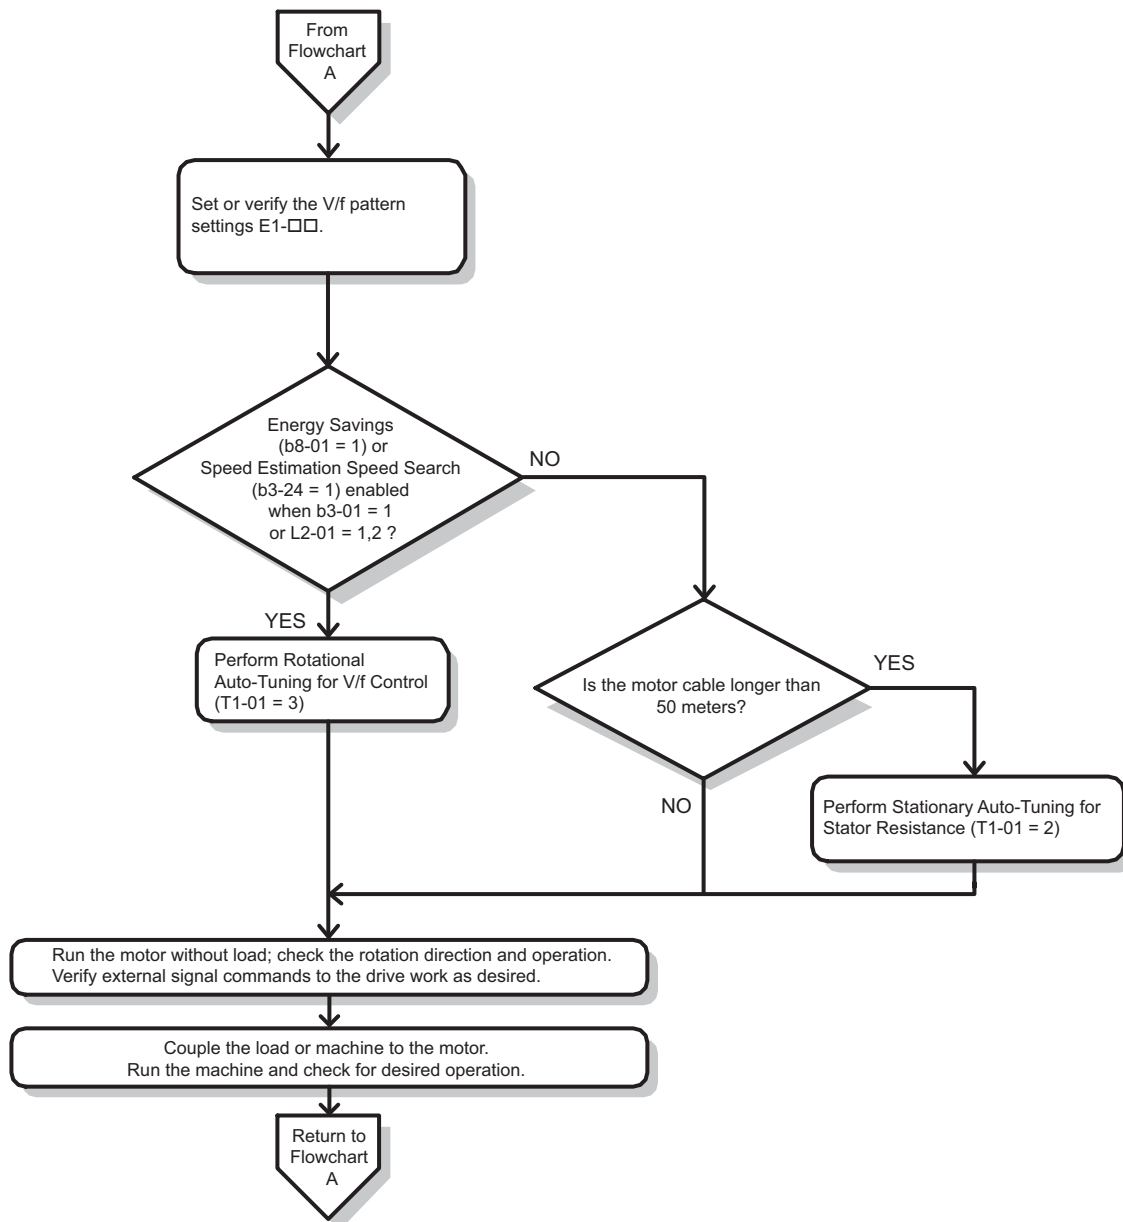 From
Flowchart
A
Set or verify the V/f pattern
settings E1-□□.
Energy Savings
(b8-01 = 1) or
Speed Estimation Speed Search
(b3-24 = 1) enabled
when b3-01 = 1
or L2-01 = 1,2 ?
NO
YES
Perform Rotational
Auto-Tuning for V/f Control
(T1-01 = 3)
Is the motor cable longer than
50 meters?
YES
NO
Perform Stationary Auto-Tuning for
Stator Resistance (T1-01 = 2)
Run the motor without load; check the rotation direction and operation.
Verify external signal commands to the drive work as desired.
Couple the load or machine to the motor.
Run the machine and check for desired operation.
Return to
Flowchart
A